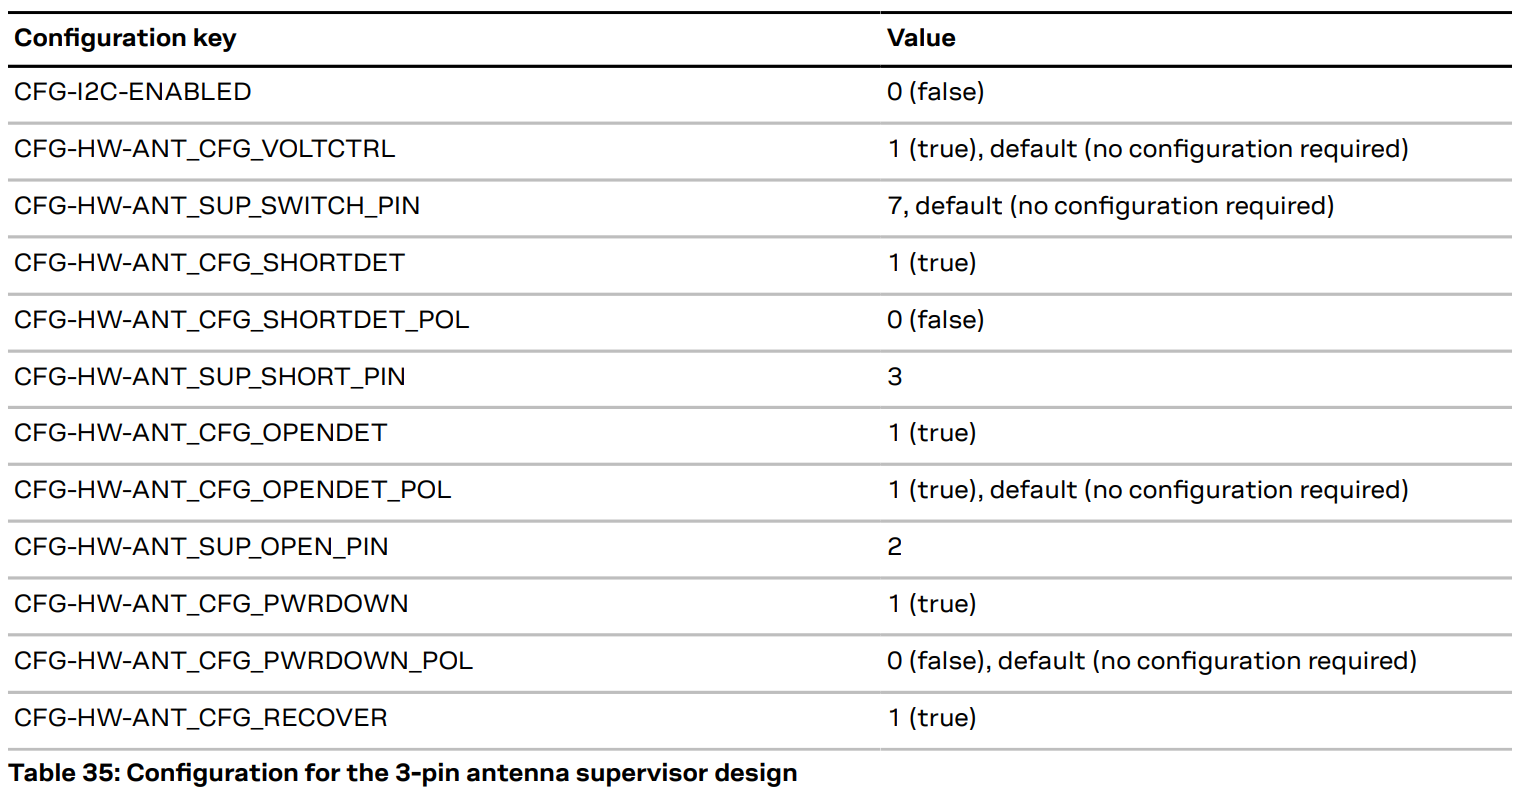 Configuration key Value
CFG-I2C-ENABLED 0 (false)
CFG-HW-ANT_CFG_VOLTCTRL 1 (true), default (no configuration required)
CFG-HW-ANT_SUP_SWITCH_PIN 7, default (no configuration required)
CFG-HW-ANT_CFG_SHORTDET 1 (true)
CFG-HW-ANT_CFG_SHORTDET_POL 0 (false)
CFG-HW-ANT_SUP_SHORT_PIN 3
CFG-HW-ANT_CFG_OPENDET 1 (true)
CFG-HW-ANT_CFG_OPENDET_POL 1 (true), default (no configuration required)
CFG-HW-ANT_SUP_OPEN_PIN 2
CFG-HW-ANT_CFG_PWRDOWN 1 (true)
CFG-HW-ANT_CFG_PWRDOWN_POL 0 (false), default (no configuration required)
CFG-HW-ANT_CFG_RECOVER 1 (true)
Table 35: Configuration for the 3-pin antenna supervisor design